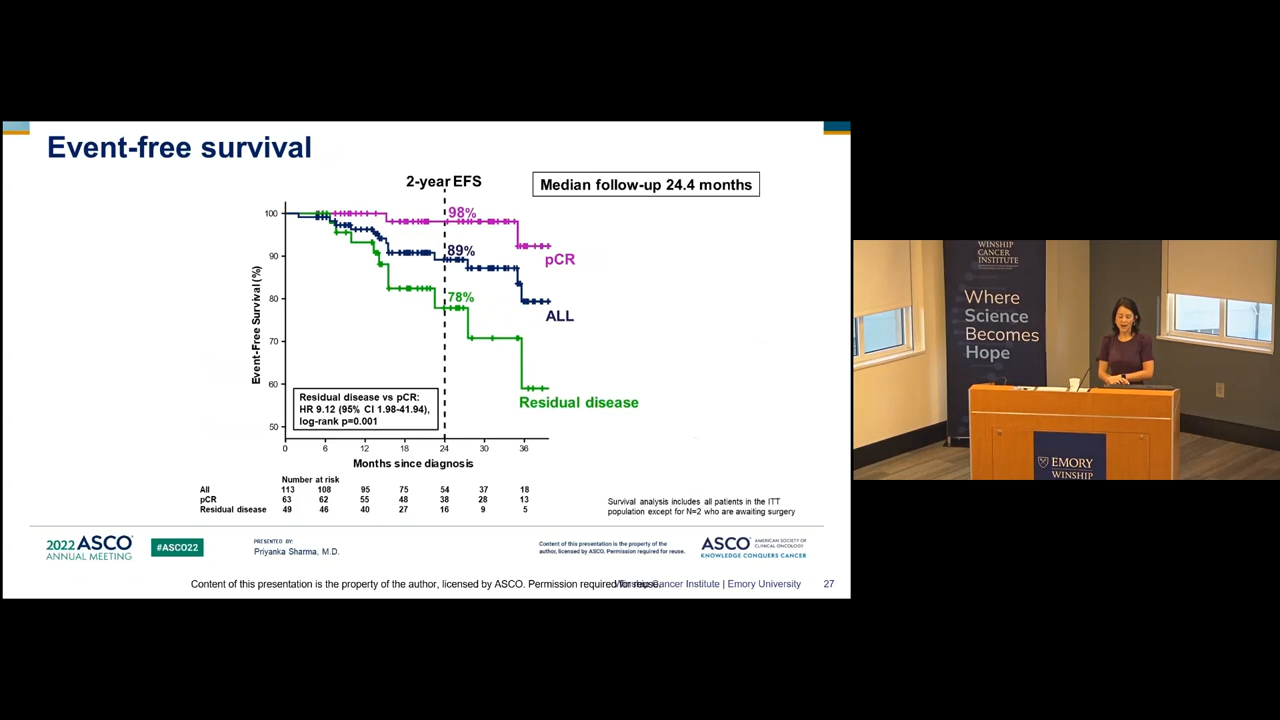 Event-free survival
2-year EFS
Median follow-up 24.4 months
98%
89%
78%
pCR
ALL
Residual disease
Event-Free Survival (%)
100
90
80
70
60
50
Residual disease vs pCR:
HR 9.12 (95% CI 1.98-41.94),
log-rank p=0.001
0 6 12 18 24 30 36
Months since diagnosis
Number at risk
All 113 108 95 75 54 37 18
pCR 63 62 55 48 38 28 13
Residual disease 49 46 40 27 16 9 5
Survival analysis includes all patients in the ITT
population except for N=2 who are awaiting surgery
2022 ASCO
ANNUAL MEETING
#ASCO22
PRESENTED BY:
Priyanka Sharma, M.D.
Content of this presentation is the property of the
author, licensed by ASCO. Permission required for reuse.
ASCO
AMERICAN SOCIETY OF
CLINICAL ONCOLOGY
KNOWLEDGE CONQUERS CANCER
Content of this presentation is the property of the author, licensed by ASCO. Permission required for reuse.
Winship Cancer Institute | Emory University 27
WINSHIP
CANCER
INSTITUTE
Where
Science
Becomes
Hope
EMORY
WINSHIP